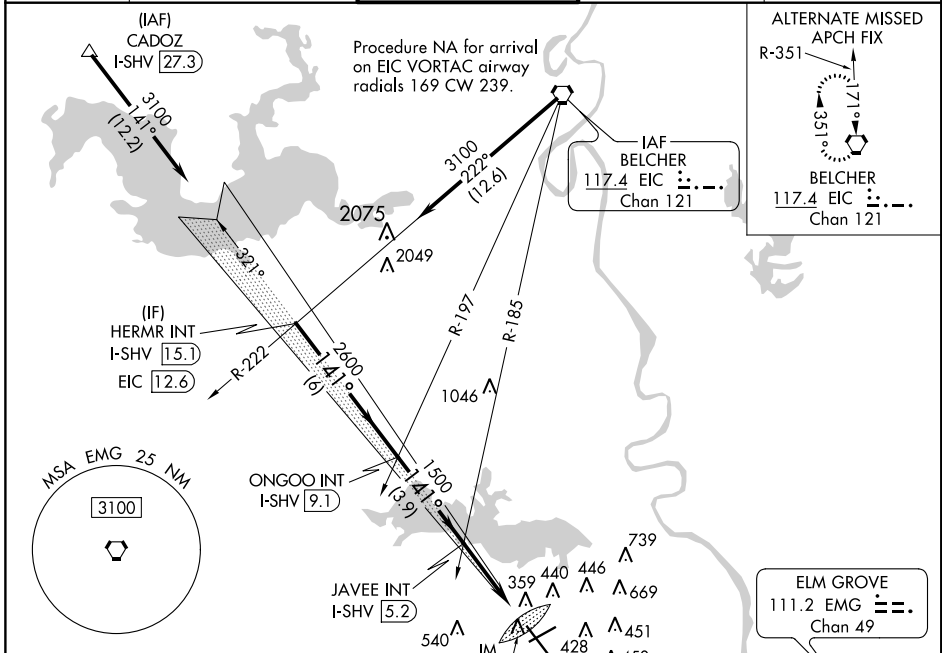 (IAF)
CADOZ
I-SHV 27.3
3100
141°
(12.2)
Procedure NA for arrival
on EIC VORTAC airway
radials 169 CW 239.
ALTERNATE MISSED
APCH FIX
R-351
171°
351°
BELCHER
117.4 EIC
Chan 121
IAF
BELCHER
117.4 EIC
Chan 121
3100
222°
(12.6)
2075
2049
321°
(IF)
HERMR INT
I-SHV 15.1
EIC 12.6
R-222
2600
141°
(6)
R-197
R-185
1046
MSA EMG 25 NM
3100
ONGOO INT
I-SHV 9.1
1500
141°
(3.9)
JAVEE INT
I-SHV 5.2
739
359
440
446
669
540
IM
428
451
ELM GROVE
111.2 EMG
Chan 49